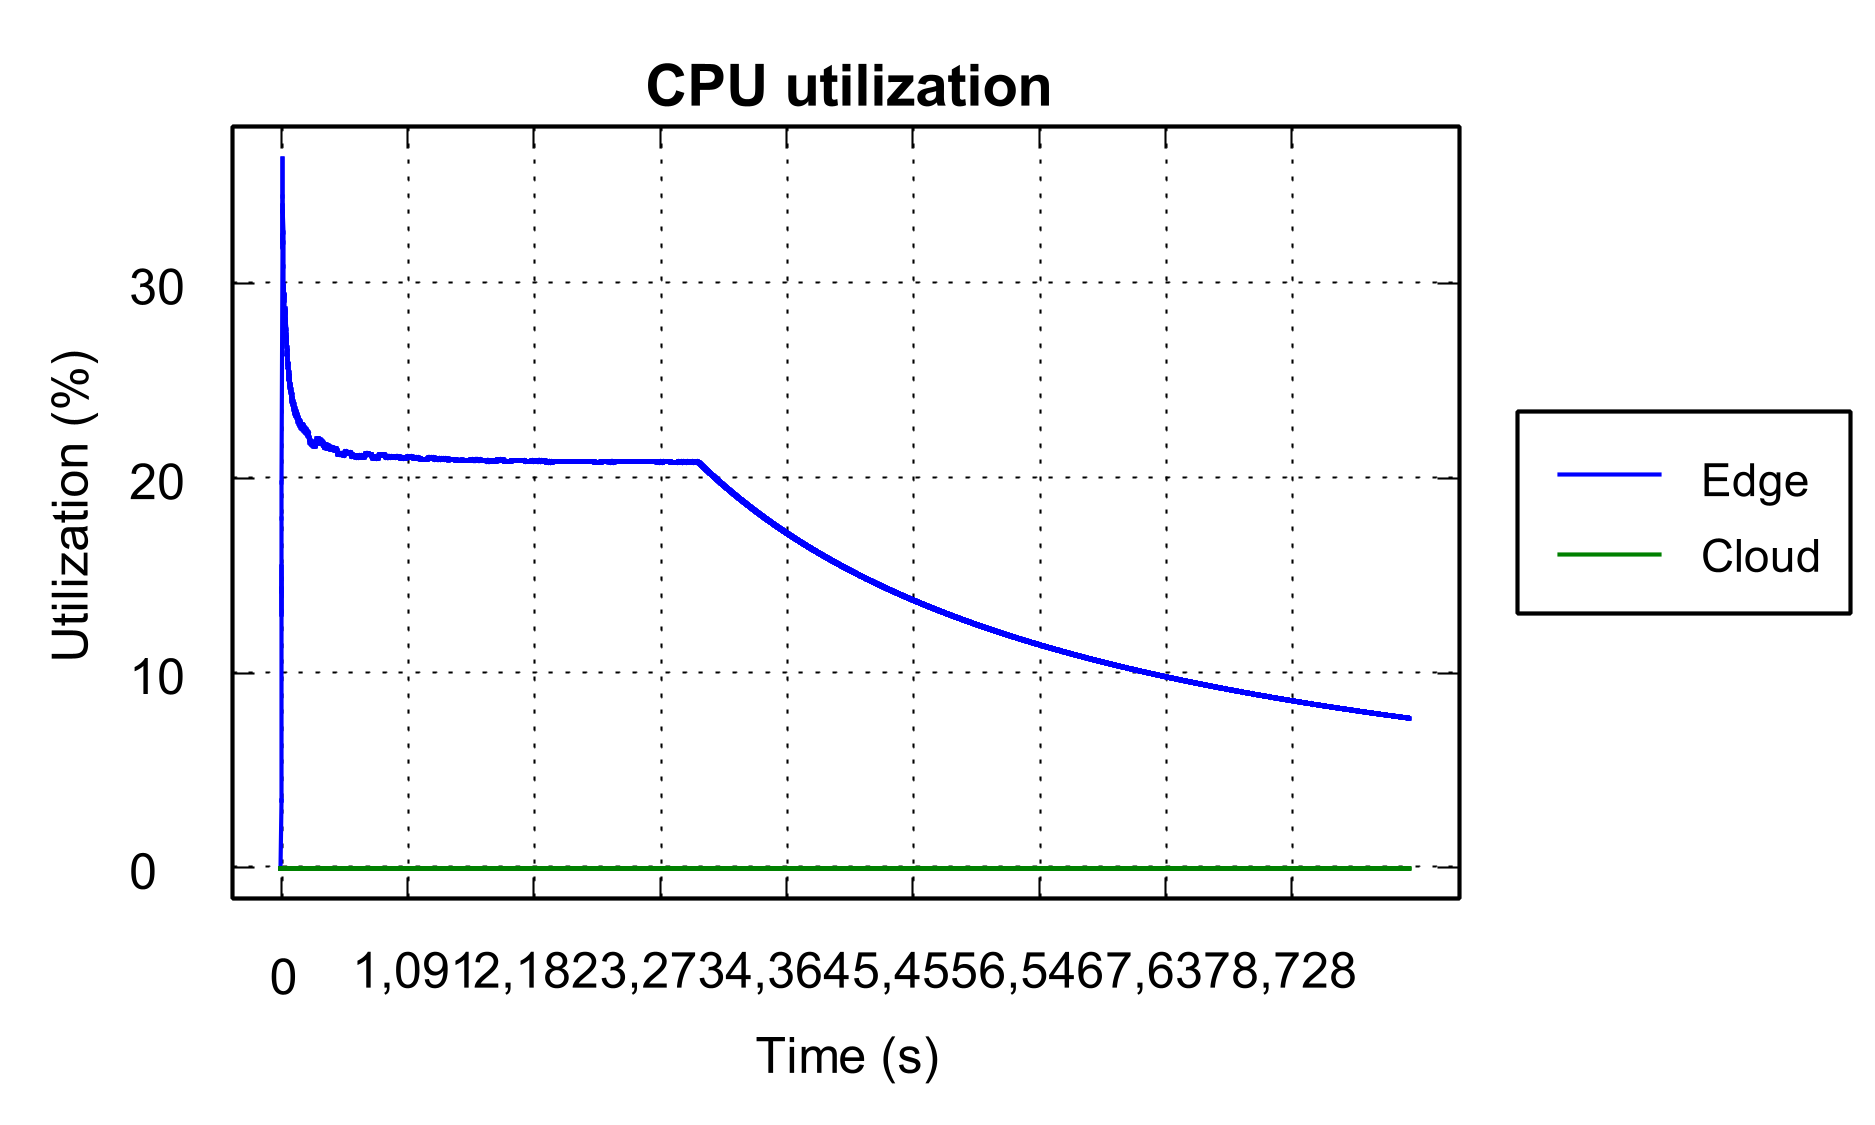 CPU utilization
30
20
10
0
Utilization (%)
Edge
Cloud
0 1,0912,1823,2734,3645,4556,5467,6378,728
Time (s)